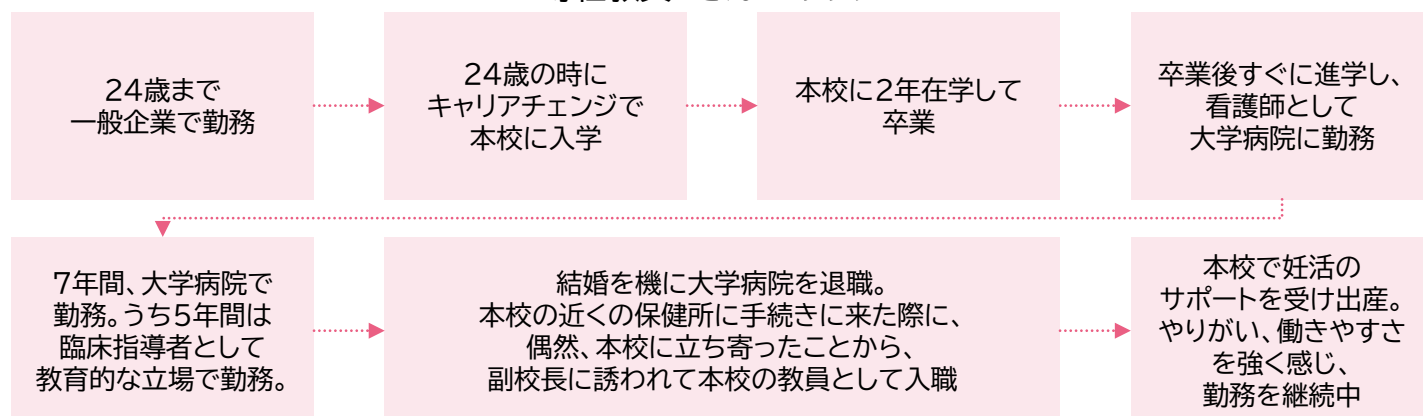 24歳まで
一般企業で勤務
24歳の時に
キャリアチェンジで
本校に入学
本校に2年在学して
卒業
卒業後すぐに進学し、
看護師として
大学病院に勤務
7年間、大学病院で
勤務。うち5年間は
臨床指導者として
教育的な立場で勤務。
結婚を機に大学病院を退職。
本校の近くの保健所に手続きに来た際に、
偶然、本校に立ち寄ったことから、
副校長に誘われて本校の教員として入職
本校で妊活の
サポートを受け出産。
やりがい、働きやすさ
を強く感じ、
勤務を継続中